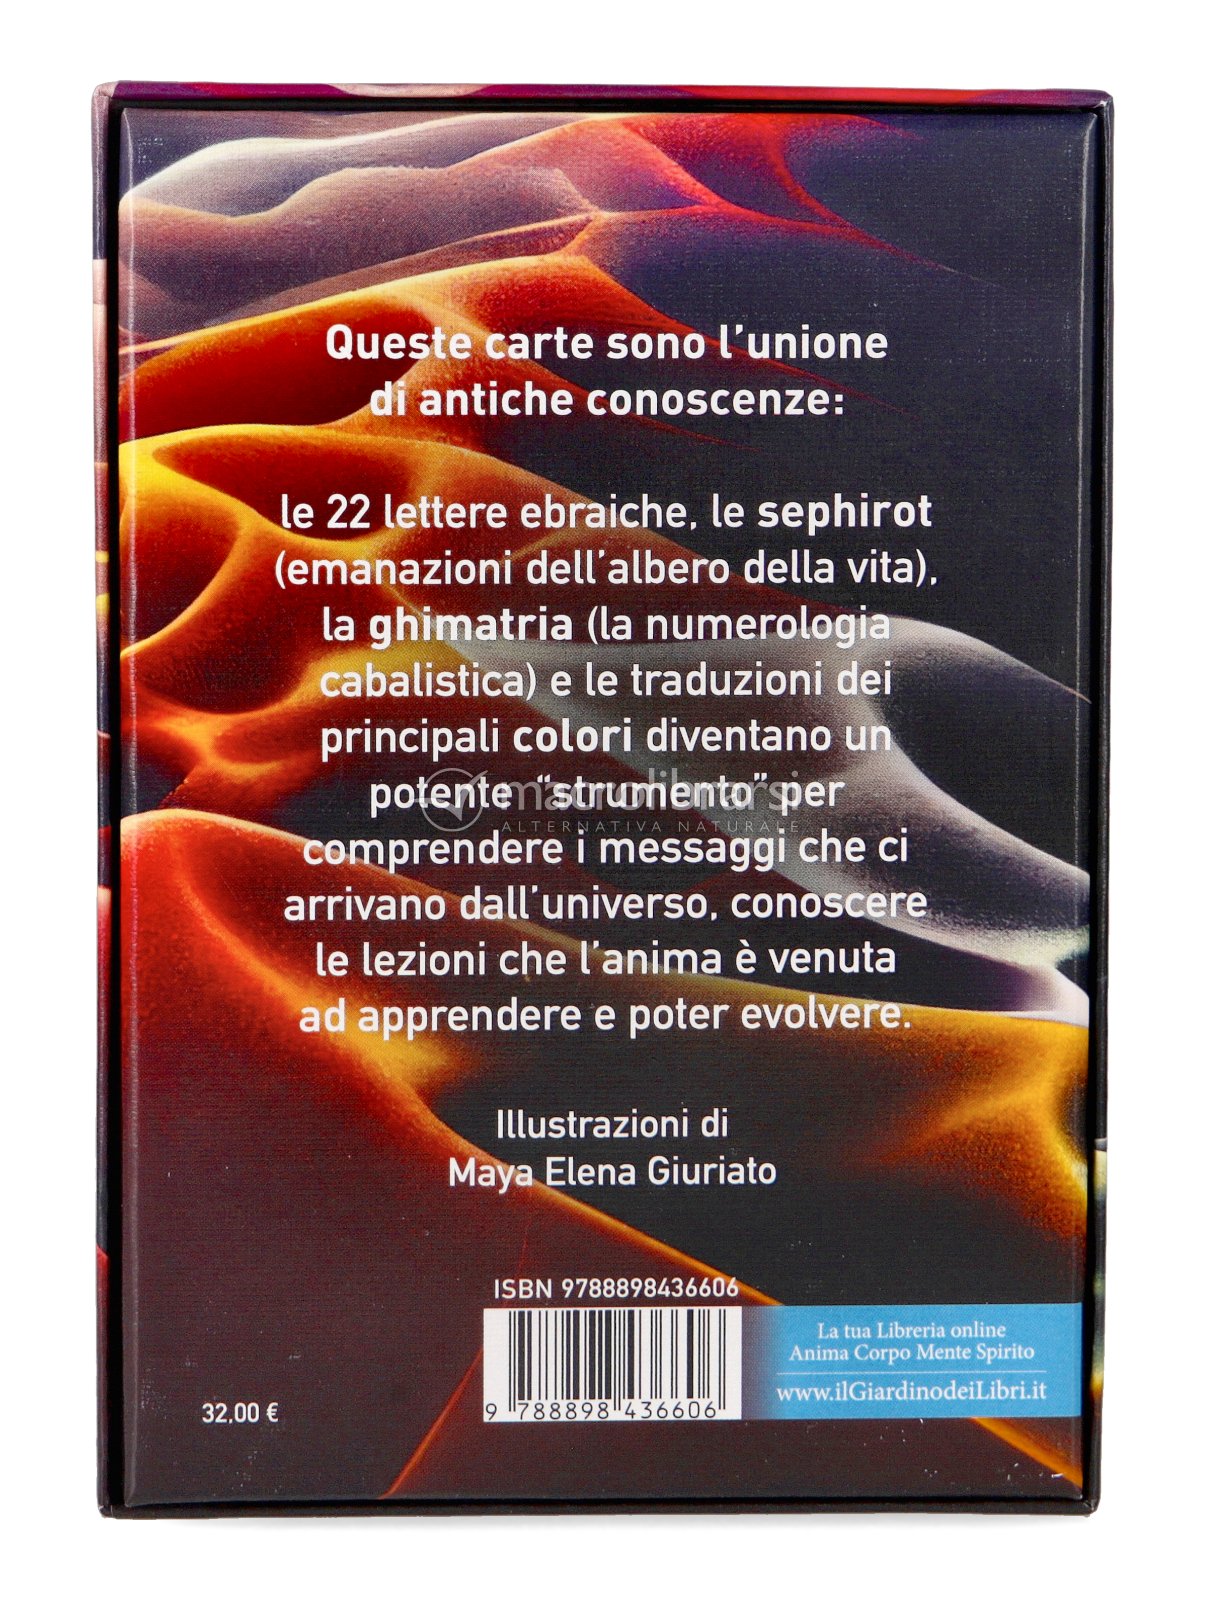 Queste carte sono l'unione
di antiche conoscenze:
le 22 lettere ebraiche, le sephirot
(emanazioni dell'albero della vita),
la ghimatria (la numerologia
cabalistica) e le traduzioni dei
principali colori diventano un
potente "strumento" per
macrolibrarsi
ALTERNATIVA NATURALE
comprendere i messaggi che ci
arrivano dall'universo, conoscere
le lezioni che l'anima è venuta
ad apprendere e poter evolvere.
Illustrazioni di
Maya Elena Giuriato
ISBN 9788898436606
La tua Libreria online
Anima Corpo Mente Spirito
www.ilGiardinodeiLibri.it
32,00 €
9 788898 436606